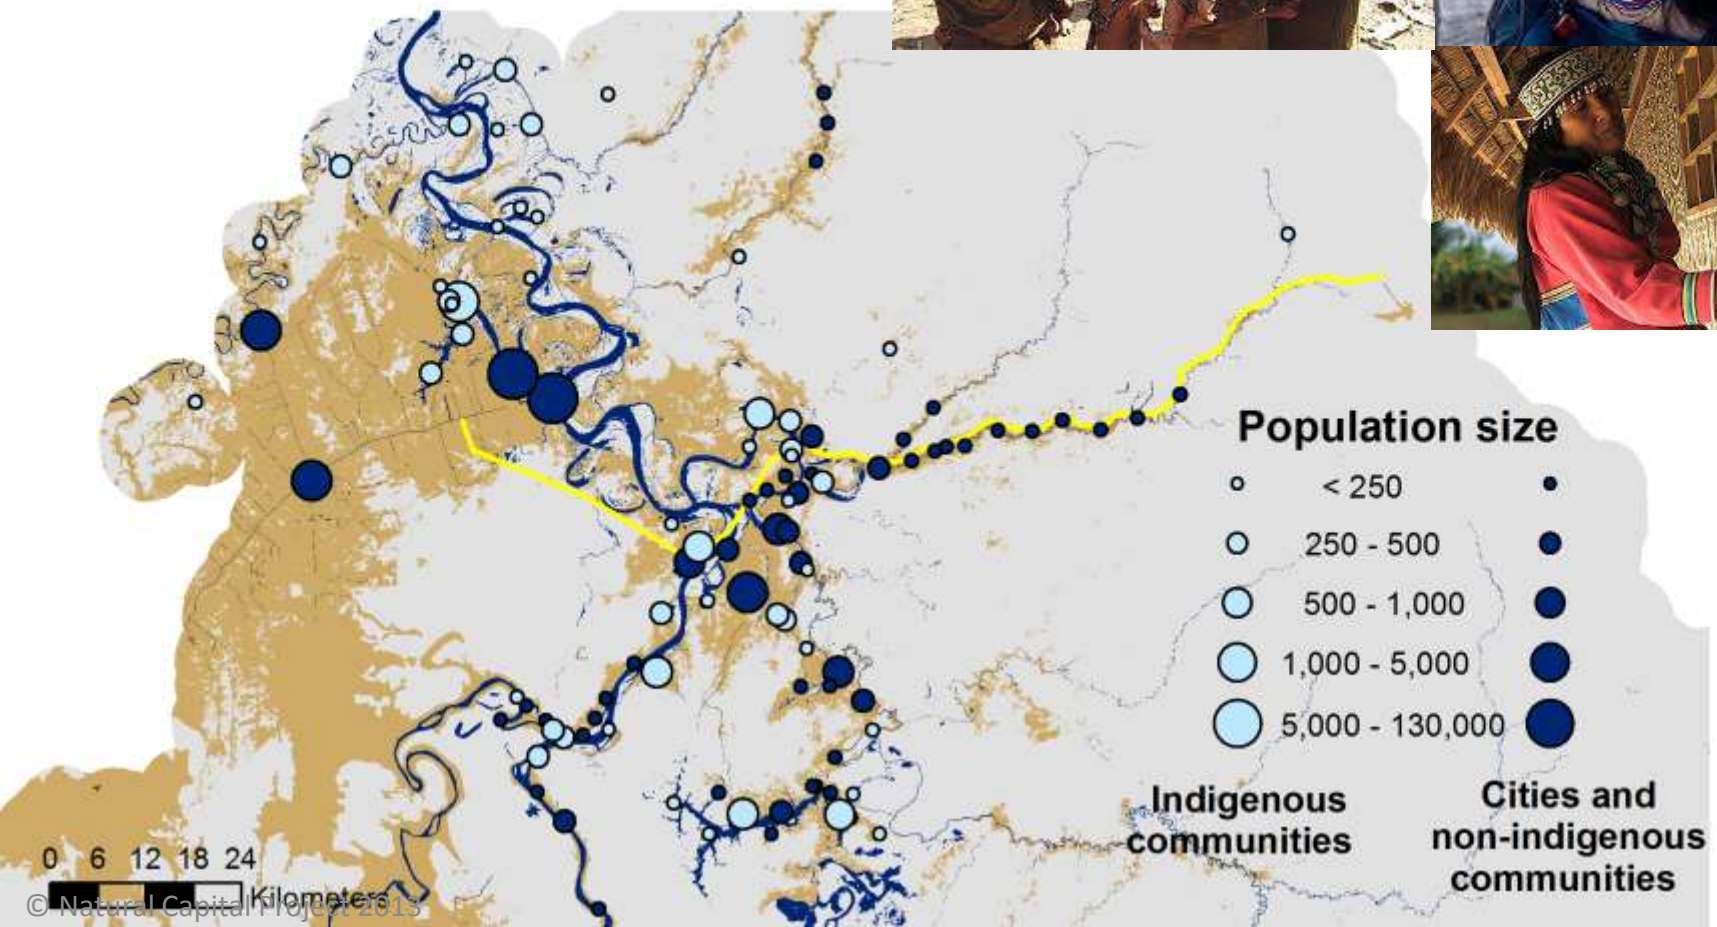 Population size
< 250
250 - 500
500 - 1,000
1,000 - 5,000
5,000 - 130,000
Indigenous
communities
Cities and
non-indigenous
communities
0 6 12 18 24
Kilometers
© Natural Capital Project 2013